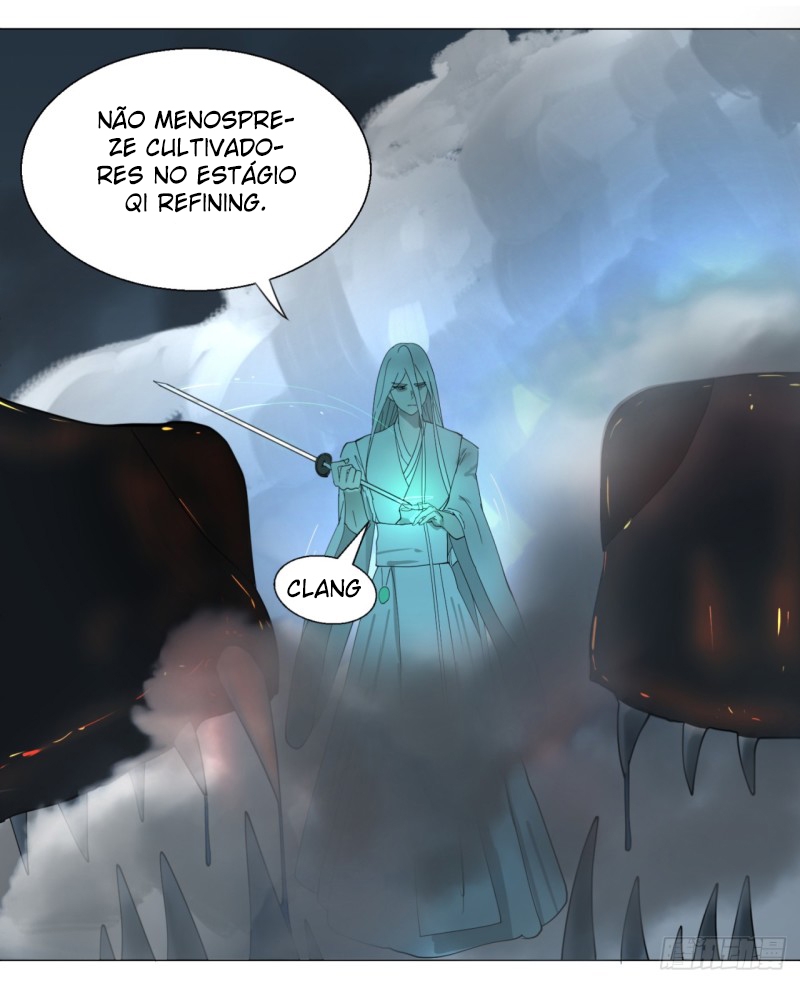 NÃO MENOSPRE-
ZE CULTIVADO-
RES NO ESTÁGIO
QI REFINING.
CLANG